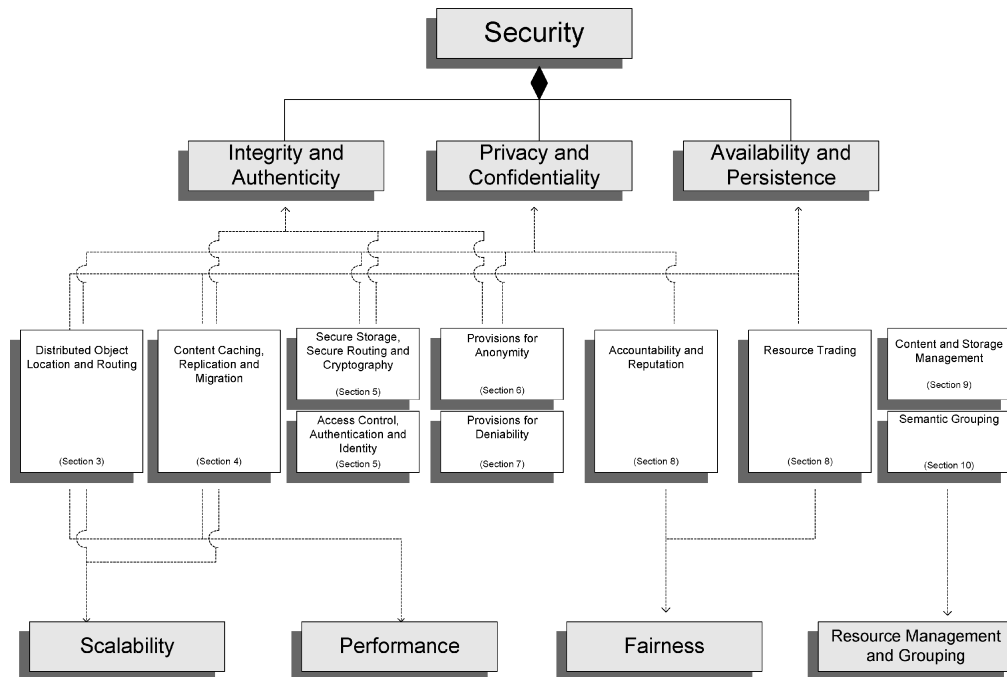 Security
Integrity and
Authenticity
Privacy and
Confidentiality
Availability and
Persistence
Distributed Object
Location and Routing
(Section 3)
Content Caching,
Replication and
Migration
(Section 4)
Secure Storage,
Secure Routing and
Cryptography
(Section 5)
Access Control,
Authentication and
Identity
(Section 5)
Provisions for
Anonymity
(Section 6)
Provisions for
Deniability
(Section 7)
Accountability and
Reputation
(Section 8)
Resource Trading
(Section 8)
Content and Storage
Management
(Section 9)
Semantic Grouping
(Section 10)
Scalability
Performance
Fairness
Resource Management
and Grouping